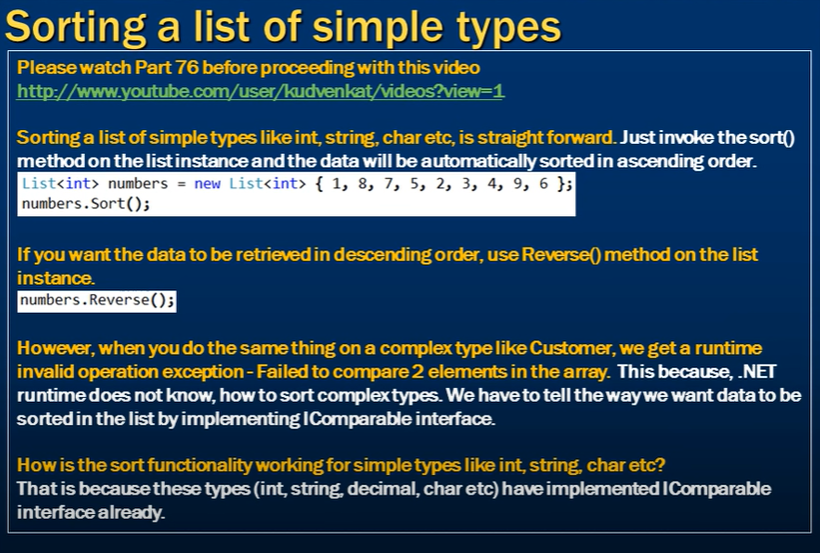 Sorting a list of simple types
Please watch Part 76 before proceeding with this video
http://www.youtube.com/user/kudvenkat/videos?view=1
Sorting a list of simple types like int, string, char etc, is straight forward. Just invoke the sort()
method on the list instance and the data will be automatically sorted in ascending order.
List<int> numbers = new List<int> { 1, 8, 7, 5, 2, 3, 4, 9, 6 };
numbers.Sort();
If you want the data to be retrieved in descending order, use Reverse() method on the list
instance.
numbers.Reverse();
However, when you do the same thing on a complex type like Customer, we get a runtime
invalid operation exception - Failed to compare 2 elements in the array. This because, .NET
runtime does not know, how to sort complex types. We have to tell the way we want data to be
sorted in the list by implementing IComparable interface.
How is the sort functionality working for simple types like int, string, char etc?
That is because these types (int, string, decimal, char etc) have implemented IComparable
interface already.